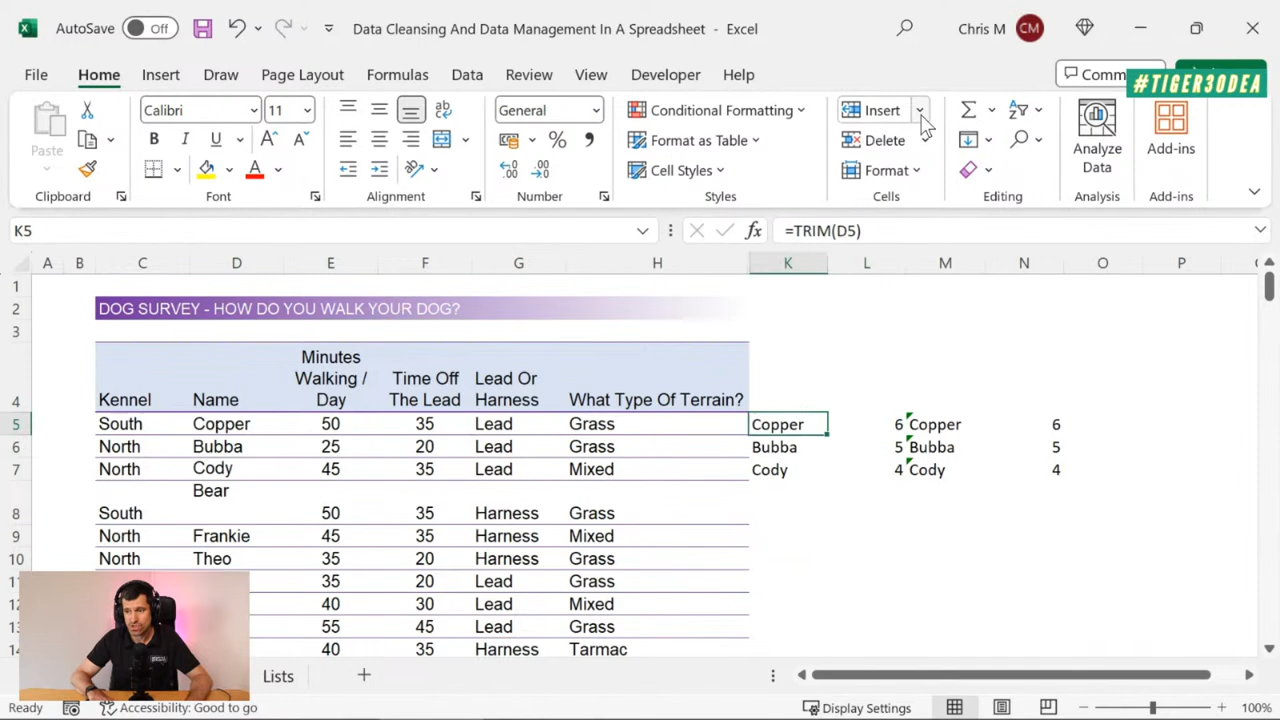 AutoSave Off Data Cleansing And Data Management In A Spreadsheet - Excel Chris M CM
File Home Insert Draw Page Layout Formulas Data Review View Developer Help Comm
#TIGER30DEA
Paste
Clipboard
Calibri 11
B I U A A
Font
ab
Alignment
General
% 9
Number
Conditional Formatting
Format as Table
Cell Styles
Styles
Insert
Delete
Format
Cells
Editing
Analyze
Data
Analysis
Add-ins
Add-ins
K5 fx =TRIM(D5)
A B C D E F G H K L M N O P
1
2 DOG SURVEY - HOW DO YOU WALK YOUR DOG?
3
4 Kennel Name Minutes
Walking /
Day Time Off
The Lead Lead Or
Harness What Type Of Terrain?
5 South Copper 50 35 Lead Grass Copper 6 Copper 6
6 North Bubba 25 20 Lead Grass Bubba 5 Bubba 5
7 North Cody 45 35 Lead Mixed Cody 4 Cody 4
8 South Bear 50 35 Harness Grass
9 North Frankie 45 35 Harness Mixed
10 North Theo 35 20 Harness Grass
35 20 Lead Grass
40 30 Lead Mixed
55 45 Lead Grass
40 35 Harness Tarmac
Lists
Ready Accessibility: Good to go Display Settings 100%